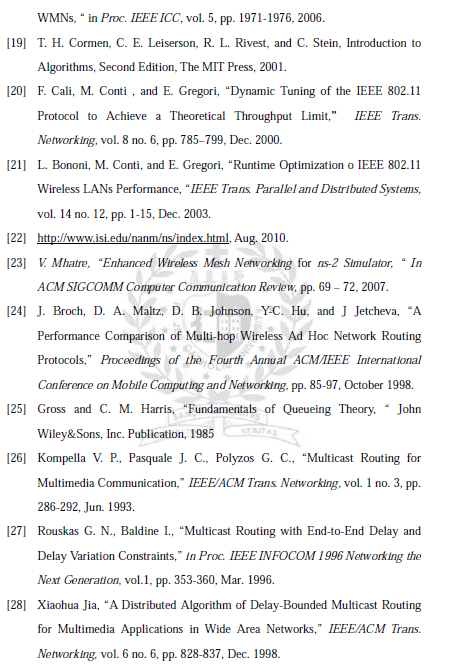 WMNs, “ in Proc. IEEE ICC, vol. 5, pp. 1971-1976, 2006.
[19] T. H. Cormen, C. E. Leiserson, R. L. Rivest, and C. Stein, Introduction to
Algorithms, Second Edition, The MIT Press, 2001.
[20] F. Cali, M. Conti , and E. Gregori, “Dynamic Tuning of the IEEE 802.11
Protocol to Achieve a Theoretical Throughput Limit,” IEEE Trans.
Networking, vol. 8 no. 6, pp. 785–799, Dec. 2000.
[21] L. Bononi, M. Conti, and E. Gregori, “Runtime Optimization o IEEE 802.11
Wireless LANs Performance, “IEEE Trans. Parallel and Distributed Systems,
vol. 14 no. 12, pp. 1-15, Dec. 2003.
[22] http://www.isi.edu/nanm/ns/index.html, Aug. 2010.
[23] V. Mhatre, “Enhanced Wireless Mesh Networking for ns-2 Simulator, “ In
ACM SIGCOMM Computer Communication Review, pp. 69 – 72, 2007.
[24] J. Broch, D. A. Maltz, D. B. Johnson, Y-C. Hu, and J Jetcheva, “A
Performance Comparison of Multi-hop Wireless Ad Hoc Network Routing
Protocols,” Proceedings of the Fourth Annual ACM/IEEE International
Conference on Mobile Computing and Networking, pp. 85-97, October 1998.
[25] Gross and C. M. Harris, “Fundamentals of Queueing Theory, “ John
Wiley&Sons, Inc. Publication, 1985
VERITAS
[26] Kompella V. P., Pasquale J. C., Polyzos G. C., “Multicast Routing for
Multimedia Communication,” IEEE/ACM Trans. Networking, vol. 1 no. 3, pp.
286-292, Jun. 1993.
[27] Rouskas G. N., Baldine I., “Multicast Routing with End-to-End Delay and
Delay Variation Constraints,” in Proc. IEEE INFOCOM 1996 Networking the
Next Generation, vol.1, pp. 353-360, Mar. 1996.
[28] Xiaohua Jia, “A Distributed Algorithm of Delay-Bounded Multicast Routing
for Multimedia Applications in Wide Area Networks,” IEEE/ACM Trans.
Networking, vol. 6 no. 6, pp. 828-837, Dec. 1998.